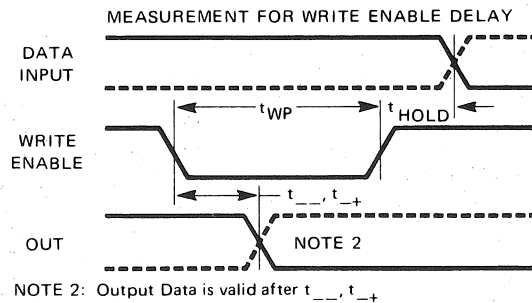 MEASUREMENT FOR WRITE ENABLE DELAY
DATA
INPUT
tWP
tHOLD
WRITE
ENABLE
t__, t_+
OUT
NOTE 2
NOTE 2: Output Data is valid after t__, t_+